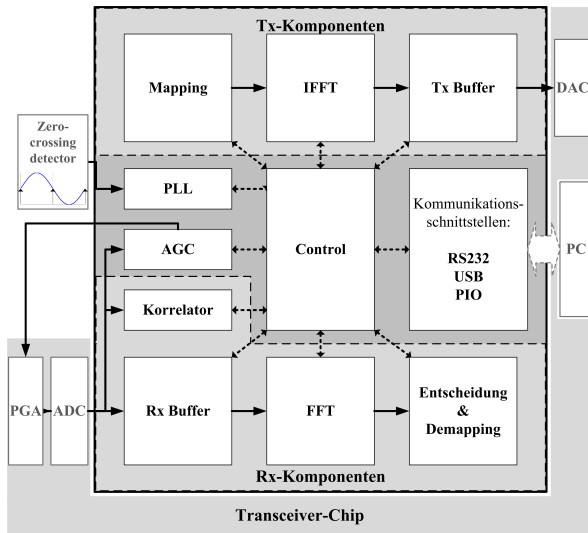 Tx-Komponenten
Mapping
IFFT
Tx Buffer
DAC
Zero-
crossing
detector
PLL
AGC
Korrelator
Control
Kommunikations-
schnittstellen:
RS232
USB
PIO
PC
PGA
ADC
Rx Buffer
FFT
Entscheidung
&
Demapping
Rx-Komponenten
Transceiver-Chip